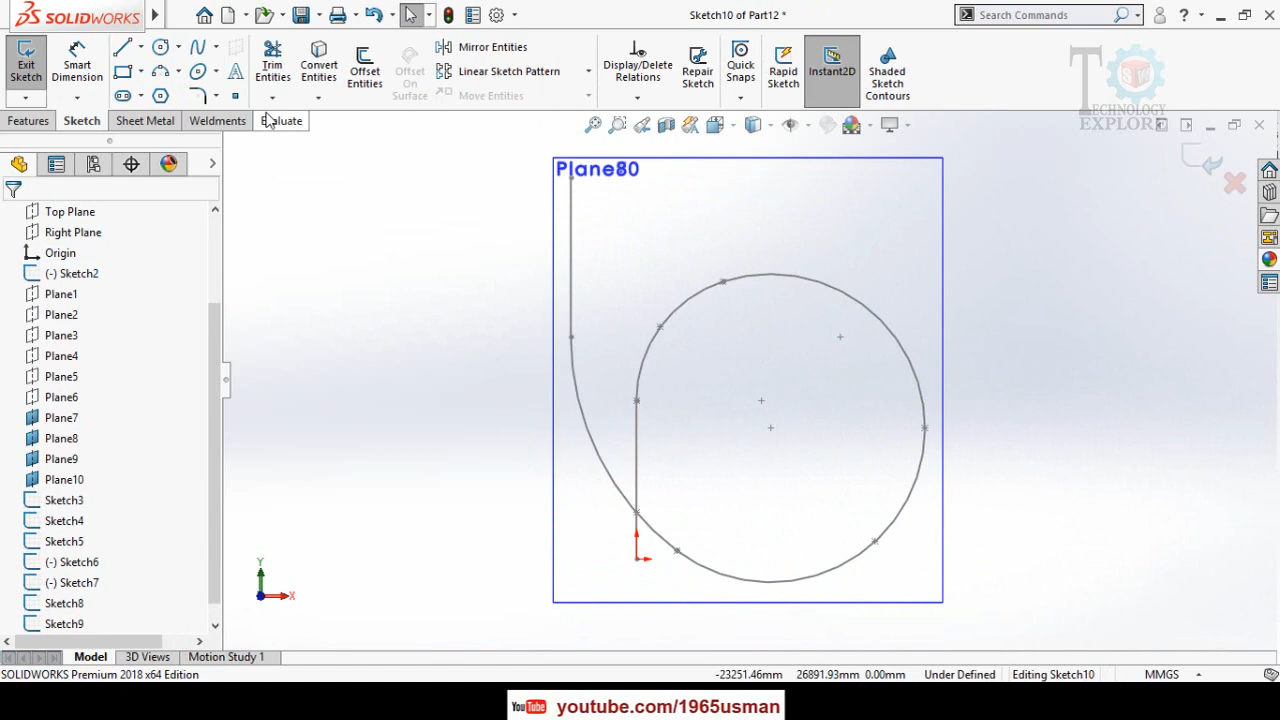 SOLIDWORKS
Sketch10 of Part12 *
Search Commands
Exit Sketch
Smart Dimension
Trim Entities
Convert Entities
Offset Entities
Offset On Surface
Mirror Entities
Linear Sketch Pattern
Move Entities
Display/Delete Relations
Repair Sketch
Quick Snaps
Rapid Sketch
Instant2D
Shaded Sketch Contours
TECHNOLOGY
EXPLOR
Features
Sketch
Sheet Metal
Weldments
Evaluate
Top Plane
Right Plane
Origin
(-) Sketch2
Plane1
Plane2
Plane3
Plane4
Plane5
Plane6
Plane7
Plane8
Plane9
Plane10
Sketch3
Sketch4
Sketch5
(-) Sketch6
(-) Sketch7
Sketch8
Sketch9
Plane80
Y
X
Model
3D Views
Motion Study 1
SOLIDWORKS Premium 2018 x64 Edition
-23251.46mm
26891.93mm 0.00mm
Under Defined
Editing Sketch10
MMGS
YouTube youtube.com/1965usman